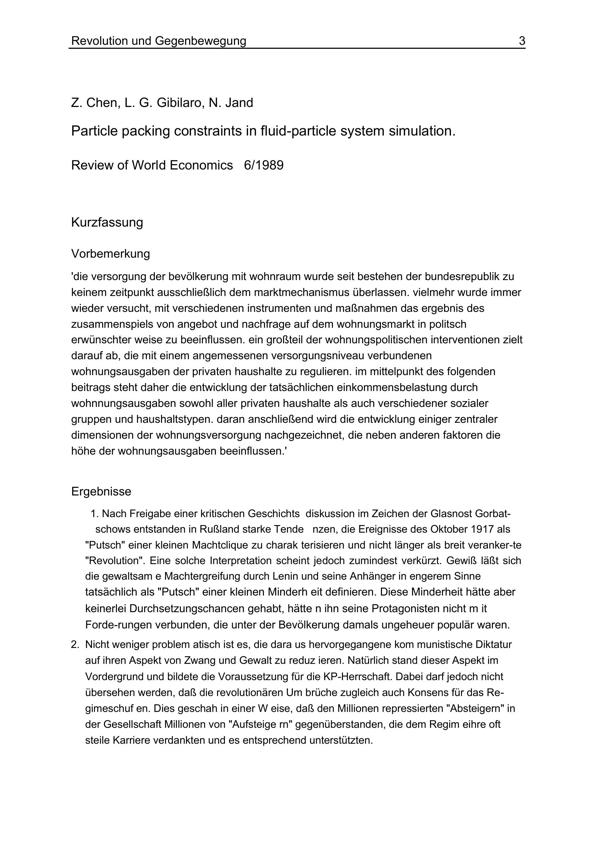 Revolution und Gegenbewegung 3
Z. Chen, L. G. Gibilaro, N. Jand
Particle packing constraints in fluid-particle system simulation.
Review of World Economics 6/1989
Kurzfassung
Vorbemerkung
'die versorgung der bevölkerung mit wohnraum wurde seit bestehen der bundesrepublik zu
keinem zeitpunkt ausschließlich dem marktmechanismus überlassen. vielmehr wurde immer
wieder versucht, mit verschiedenen instrumenten und maßnahmen das ergebnis des
zusammenspiels von angebot und nachfrage auf dem wohnungsmarkt in politsch
erwünschter weise zu beeinflussen. ein großteil der wohnungspolitischen interventionen zielt
darauf ab, die mit einem angemessenen versorgungsniveau verbundenen
wohnungsausgaben der privaten haushalte zu regulieren. im mittelpunkt des folgenden
beitrags steht daher die entwicklung der tatsächlichen einkommensbelastung durch
wohnnungsausgaben sowohl aller privaten haushalte als auch verschiedener sozialer
gruppen und haushaltstypen. daran anschließend wird die entwicklung einiger zentraler
dimensionen der wohnungsversorgung nachgezeichnet, die neben anderen faktoren die
höhe der wohnungsausgaben beeinflussen.'
Ergebnisse
1. Nach Freigabe einer kritischen Geschichts diskussion im Zeichen der Glasnost Gorbat-
schows entstanden in Rußland starke Tende nzen, die Ereignisse des Oktober 1917 als
"Putsch" einer kleinen Machtclique zu charak terisieren und nicht länger als breit veranker-te
"Revolution". Eine solche Interpretation scheint jedoch zumindest verkürzt. Gewiß läßt sich
die gewaltsam e Machtergreifung durch Lenin und seine Anhänger in engerem Sinne
tatsächlich als "Putsch" einer kleinen Minderh eit definieren. Diese Minderheit hätte aber
keinerlei Durchsetzungschancen gehabt, hätte n ihn seine Protagonisten nicht m it
Forde-rungen verbunden, die unter der Bevölkerung damals ungeheuer populär waren.
2. Nicht weniger problem atisch ist es, die dara us hervorgegangene kom munistische Diktatur
auf ihren Aspekt von Zwang und Gewalt zu reduz ieren. Natürlich stand dieser Aspekt im
Vordergrund und bildete die Voraussetzung für die KP-Herrschaft. Dabei darf jedoch nicht
übersehen werden, daß die revolutionären Um brüche zugleich auch Konsens für das Re-
gimeschuf en. Dies geschah in einer W eise, daß den Millionen repressierten "Absteigern" in
der Gesellschaft Millionen von "Aufsteige rn" gegenüberstanden, die dem Regim eihre oft
steile Karriere verdankten und es entsprechend unterstützten.